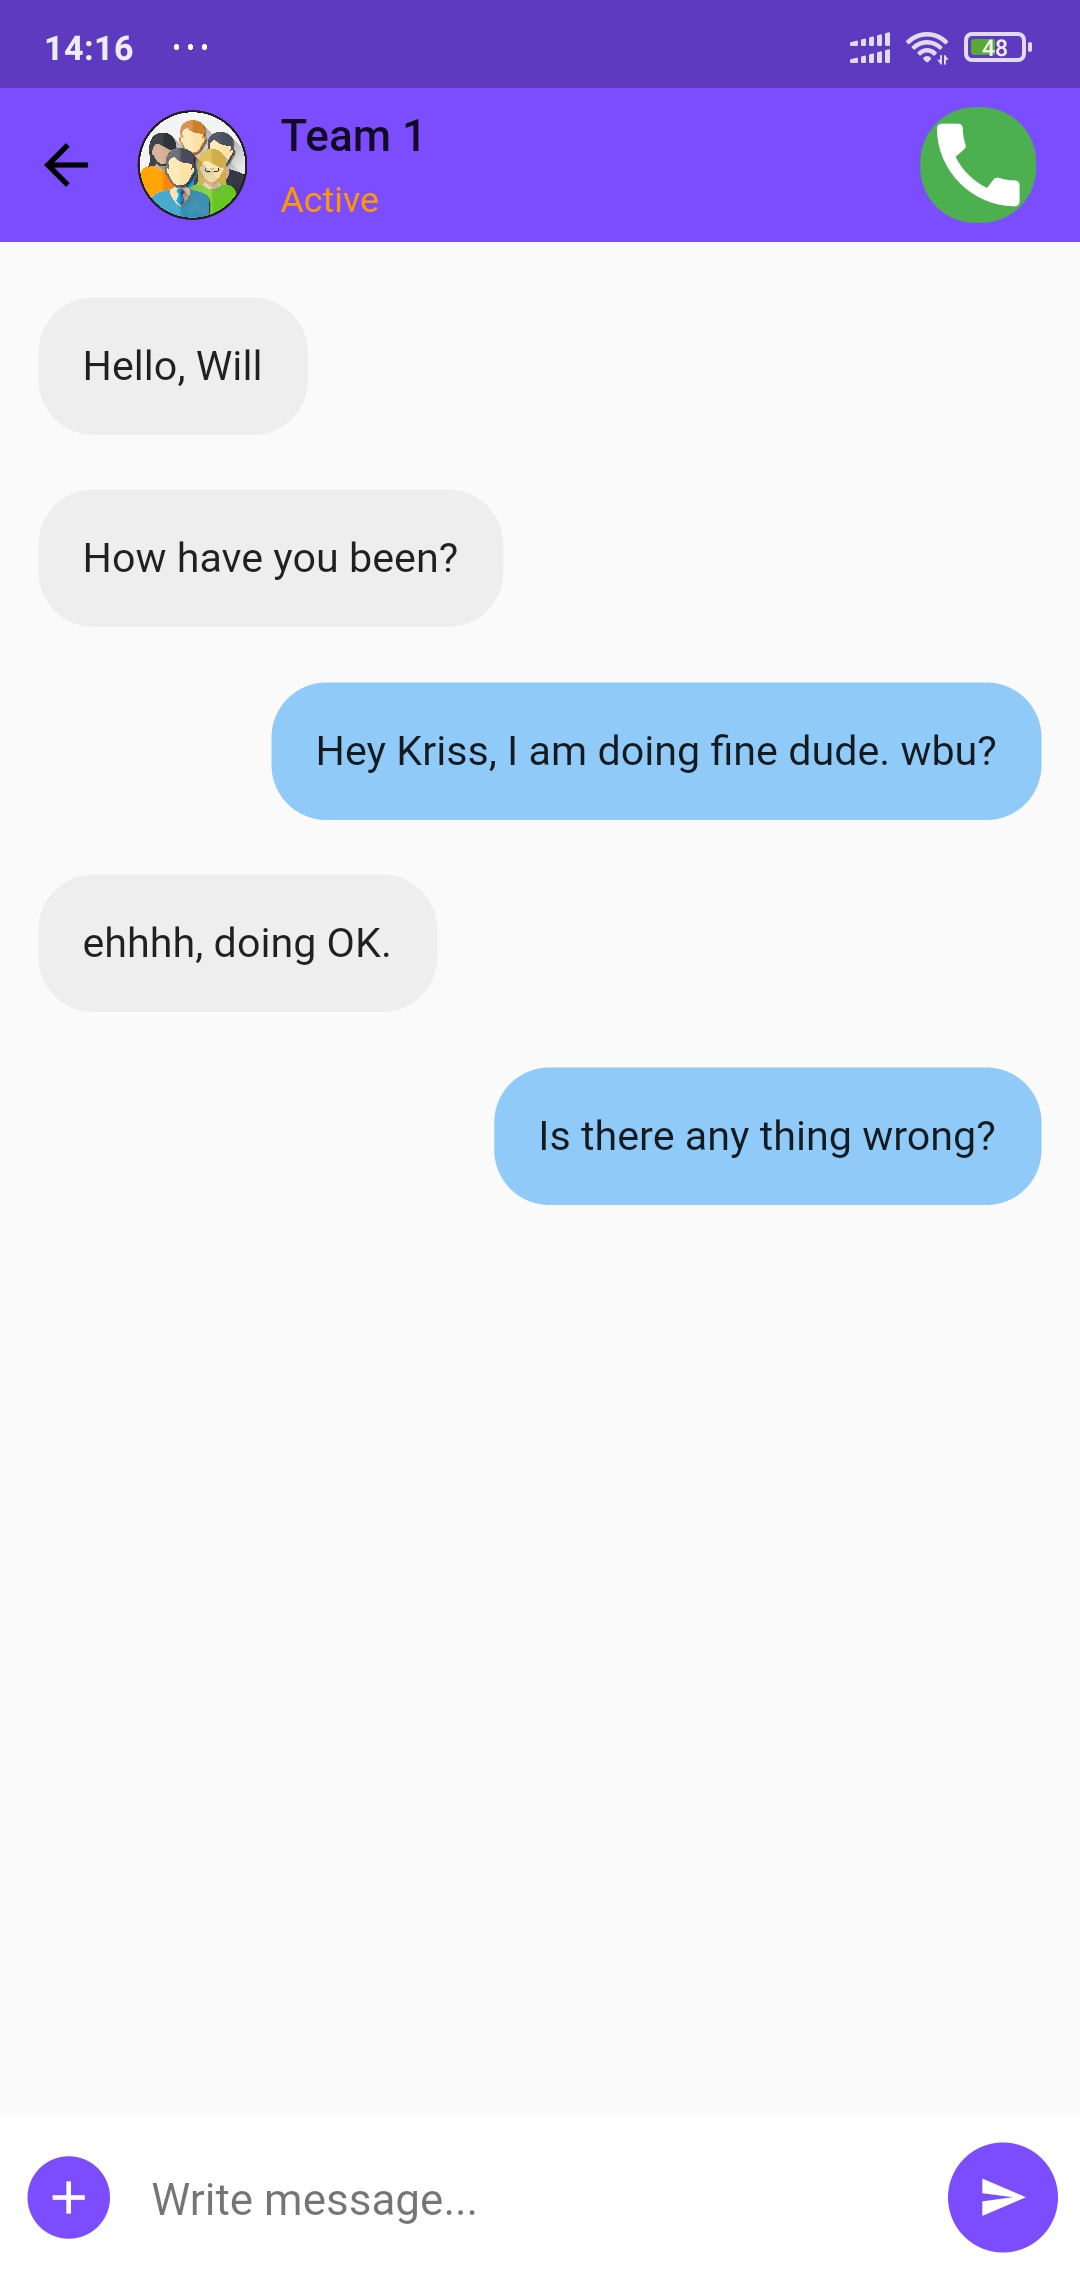 14:16 ...
48
Team 1
Active
Hello, Will
How have you been?
Hey Kriss, I am doing fine dude. wbu?
ehhhh, doing OK.
Is there any thing wrong?
Write message...